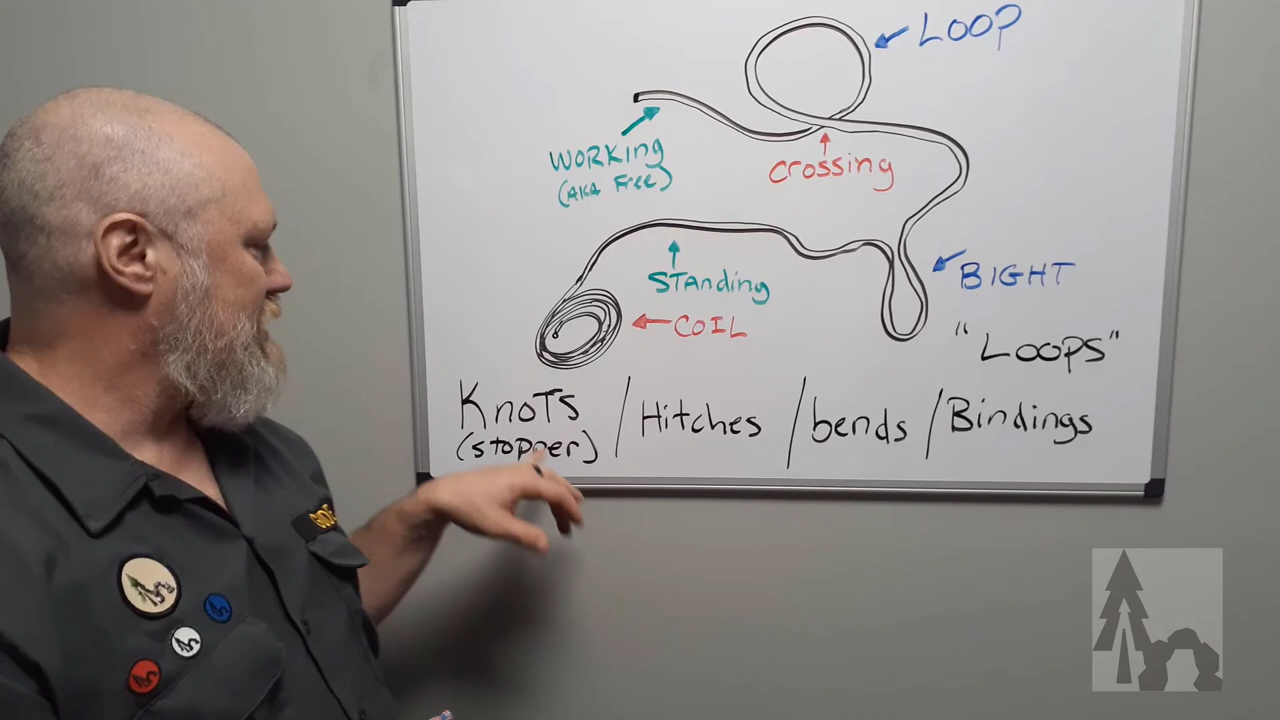 LOOP
WORKING
(AKA Free)
Crossing
STanding
BIGHT
COIL
"LOOPS"
KnoTS / Hitches / bends / Bindings
(stopper)